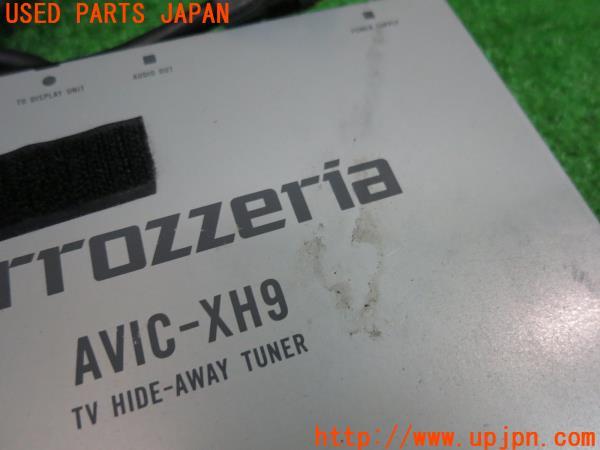 USED PARTS JAPAN
POWER SUPPLY
AUDIO OUT
TO DISPLAY UNIT
rrozzeria
AVIC-XH9
TV HIDE-AWAY TUNER
http://www.upjpn.com